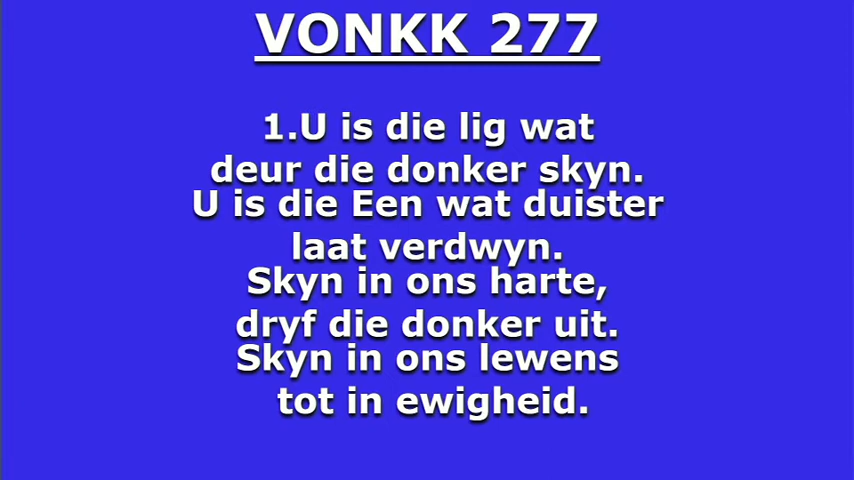 VONKK 277
1.U is die lig wat
deur die donker skyn.
U is die Een wat duister
laat verdwyn.
Skyn in ons harte,
dryf die donker uit.
Skyn in ons lewens
tot in ewigheid.